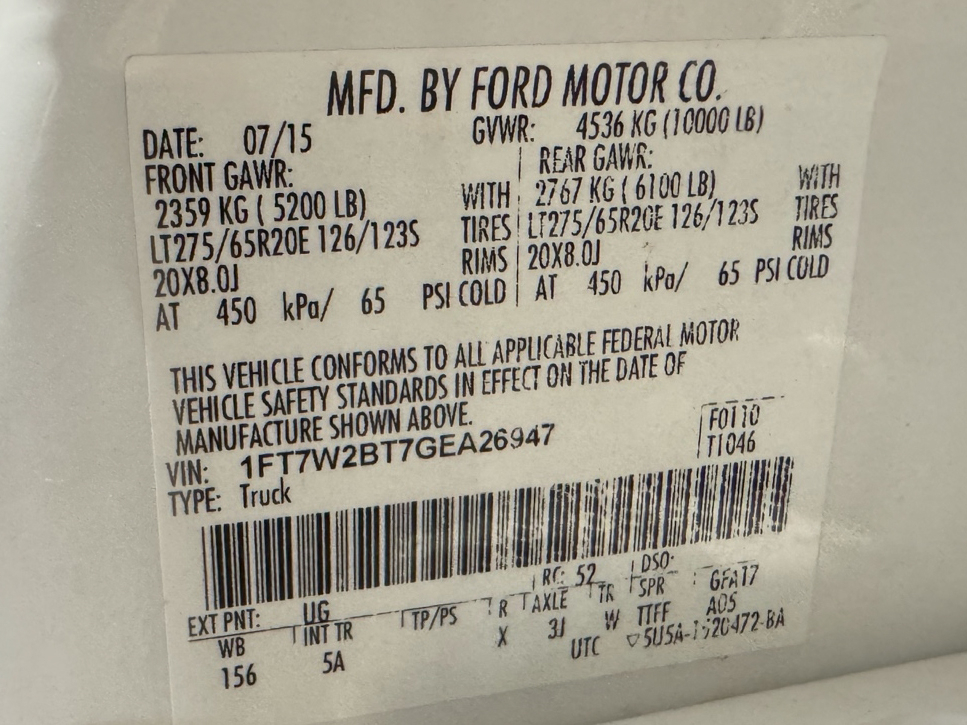 MFD. BY FORD MOTOR CO.
DATE: 07/15 GVWR: 4536 KG (10000 LB)
FRONT GAWR: REAR GAWR:
2359 KG ( 5200 LB) WITH 2767 KG ( 6100 LB) WITH
LT275/65R20E 126/123S TIRES LT275/65R20E 126/123S TIRES
20X8.0J RIMS 20X8.0J RIMS
AT 450 kPa/ 65 PSI COLD AT 450 kPa/ 65 PSI COLD
THIS VEHICLE CONFORMS TO ALL APPLICABLE FEDERAL MOTOR
VEHICLE SAFETY STANDARDS IN EFFECT ON THE DATE OF
MANUFACTURE SHOWN ABOVE.
F0110
VIN: 1FT7W2BT7GEA26947 T1046
TYPE: Truck
EXT PNT: UG RC: 52 DSO:
WB INT TR TP/PS R AXLE TR SPR GFA17
156 5A X 3J W TTFF A05
UTC 5U5A-1520472-BA